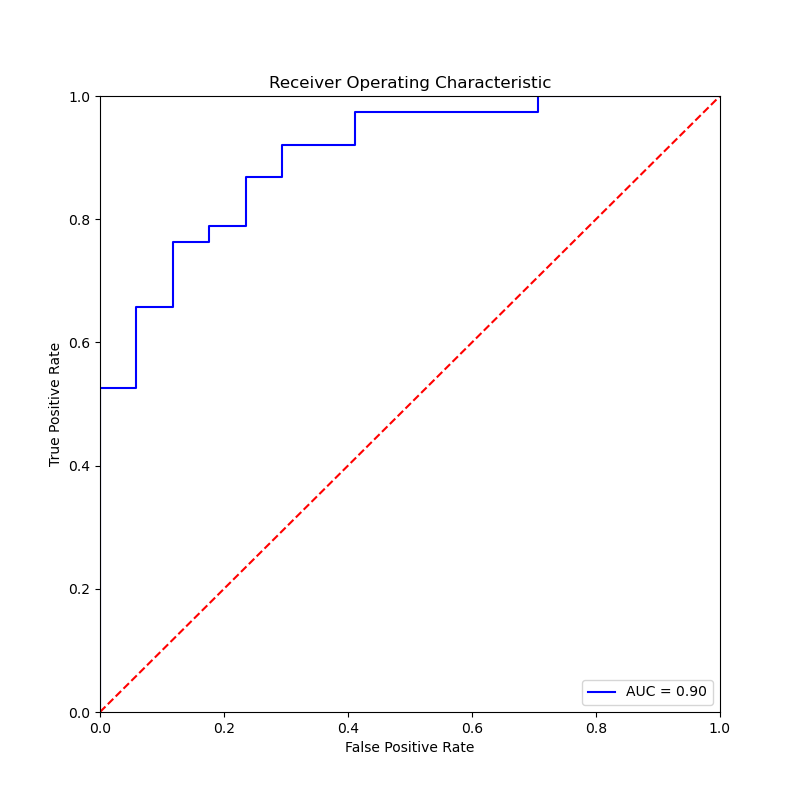 Receiver Operating Characteristic
True Positive Rate
1.0
0.8
0.6
0.4
0.2
0.0
AUC = 0.90
0.0 0.2 0.4 0.6 0.8 1.0
False Positive Rate